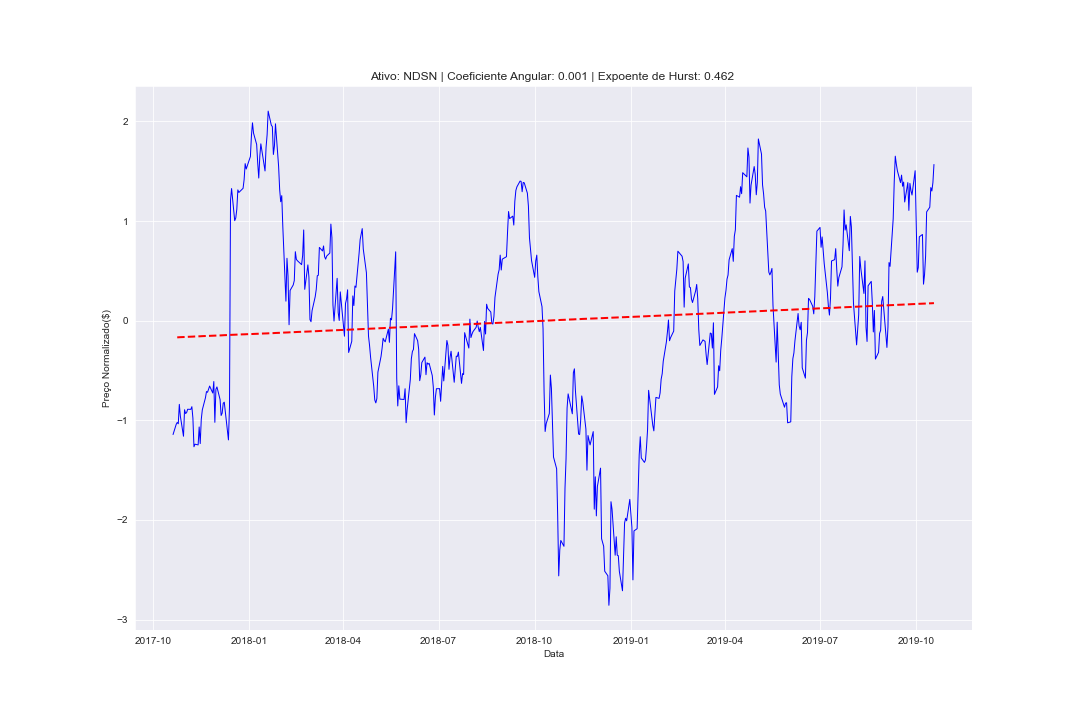 Ativo: NDSN | Coeficiente Angular: 0.001 | Expoente de Hurst: 0.462
Preço Normalizado($)
2
1
0
−1
−2
−3
2017-10 2018-01 2018-04 2018-07 2018-10 2019-01 2019-04 2019-07 2019-10
Data